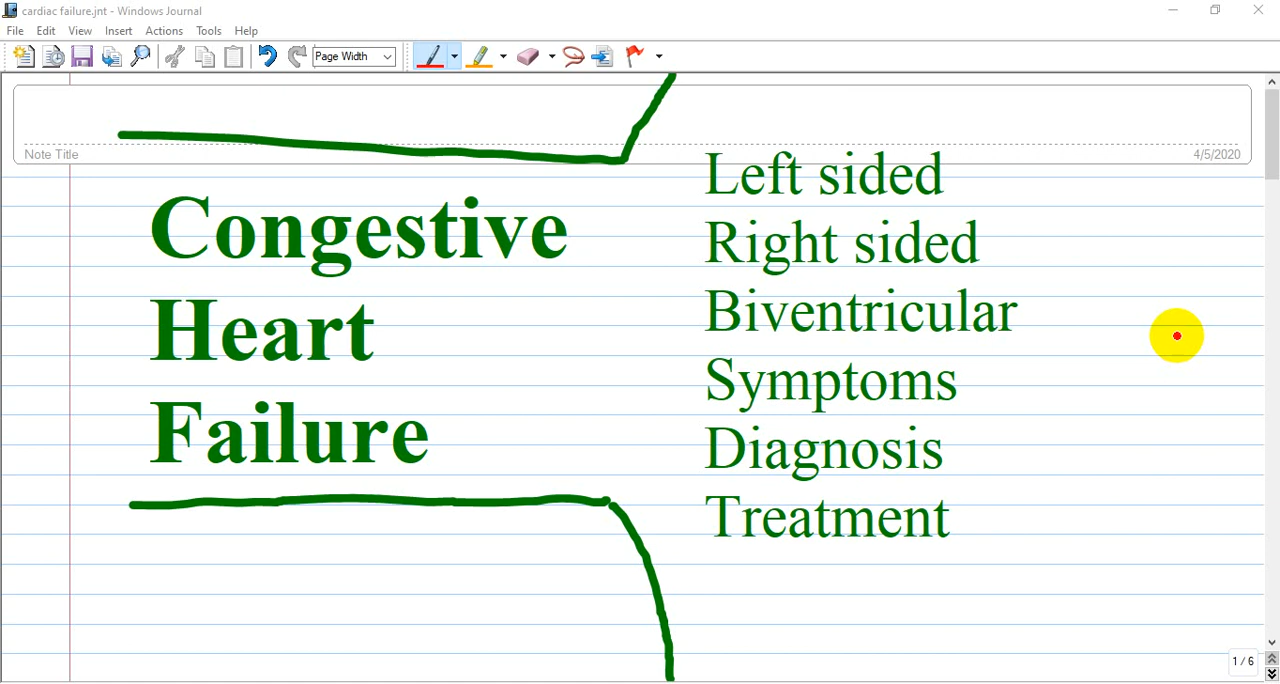 cardiac failure.jnt - Windows Journal
File Edit View Insert Actions Tools Help
Page Width
Note Title
4/5/2020
Congestive
Heart
Failure
Left sided
Right sided
Biventricular
Symptoms
Diagnosis
Treatment
1 / 6